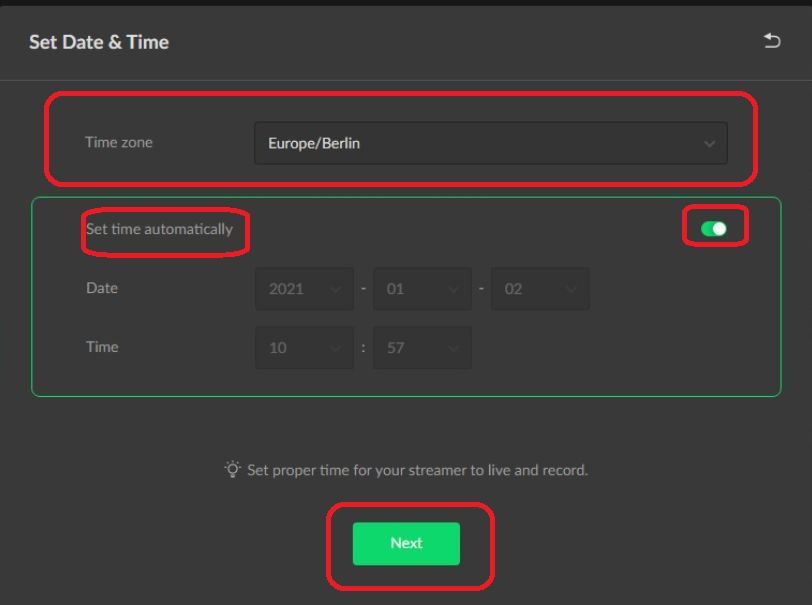 Set Date & Time
Time zone Europe/Berlin
Set time automatically
Date 2021 - 01 - 02
Time 10 : 57
Set proper time for your streamer to live and record.
Next